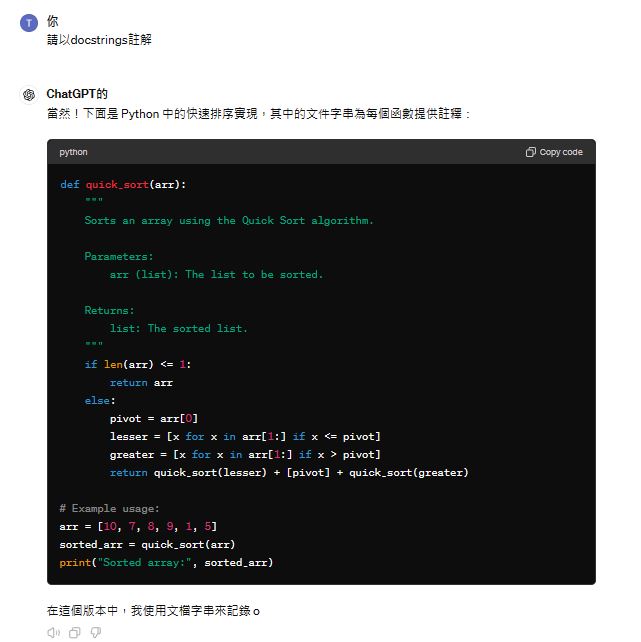 T 你
請以docstrings註解
ChatGPT的
當然！下面是 Python 中的快速排序實現，其中的文件字串為每個函數提供註釋：
python Copy code
def quick_sort(arr):
"""
Sorts an array using the Quick Sort algorithm.
Parameters:
arr (list): The list to be sorted.
Returns:
list: The sorted list.
"""
if len(arr) <= 1:
return arr
else:
pivot = arr[0]
lesser = [x for x in arr[1:] if x <= pivot]
greater = [x for x in arr[1:] if x > pivot]
return quick_sort(lesser) + [pivot] + quick_sort(greater)
# Example usage:
arr = [10, 7, 8, 9, 1, 5]
sorted_arr = quick_sort(arr)
print("Sorted array:", sorted_arr)
在這個版本中，我使用文檔字串來記錄 o